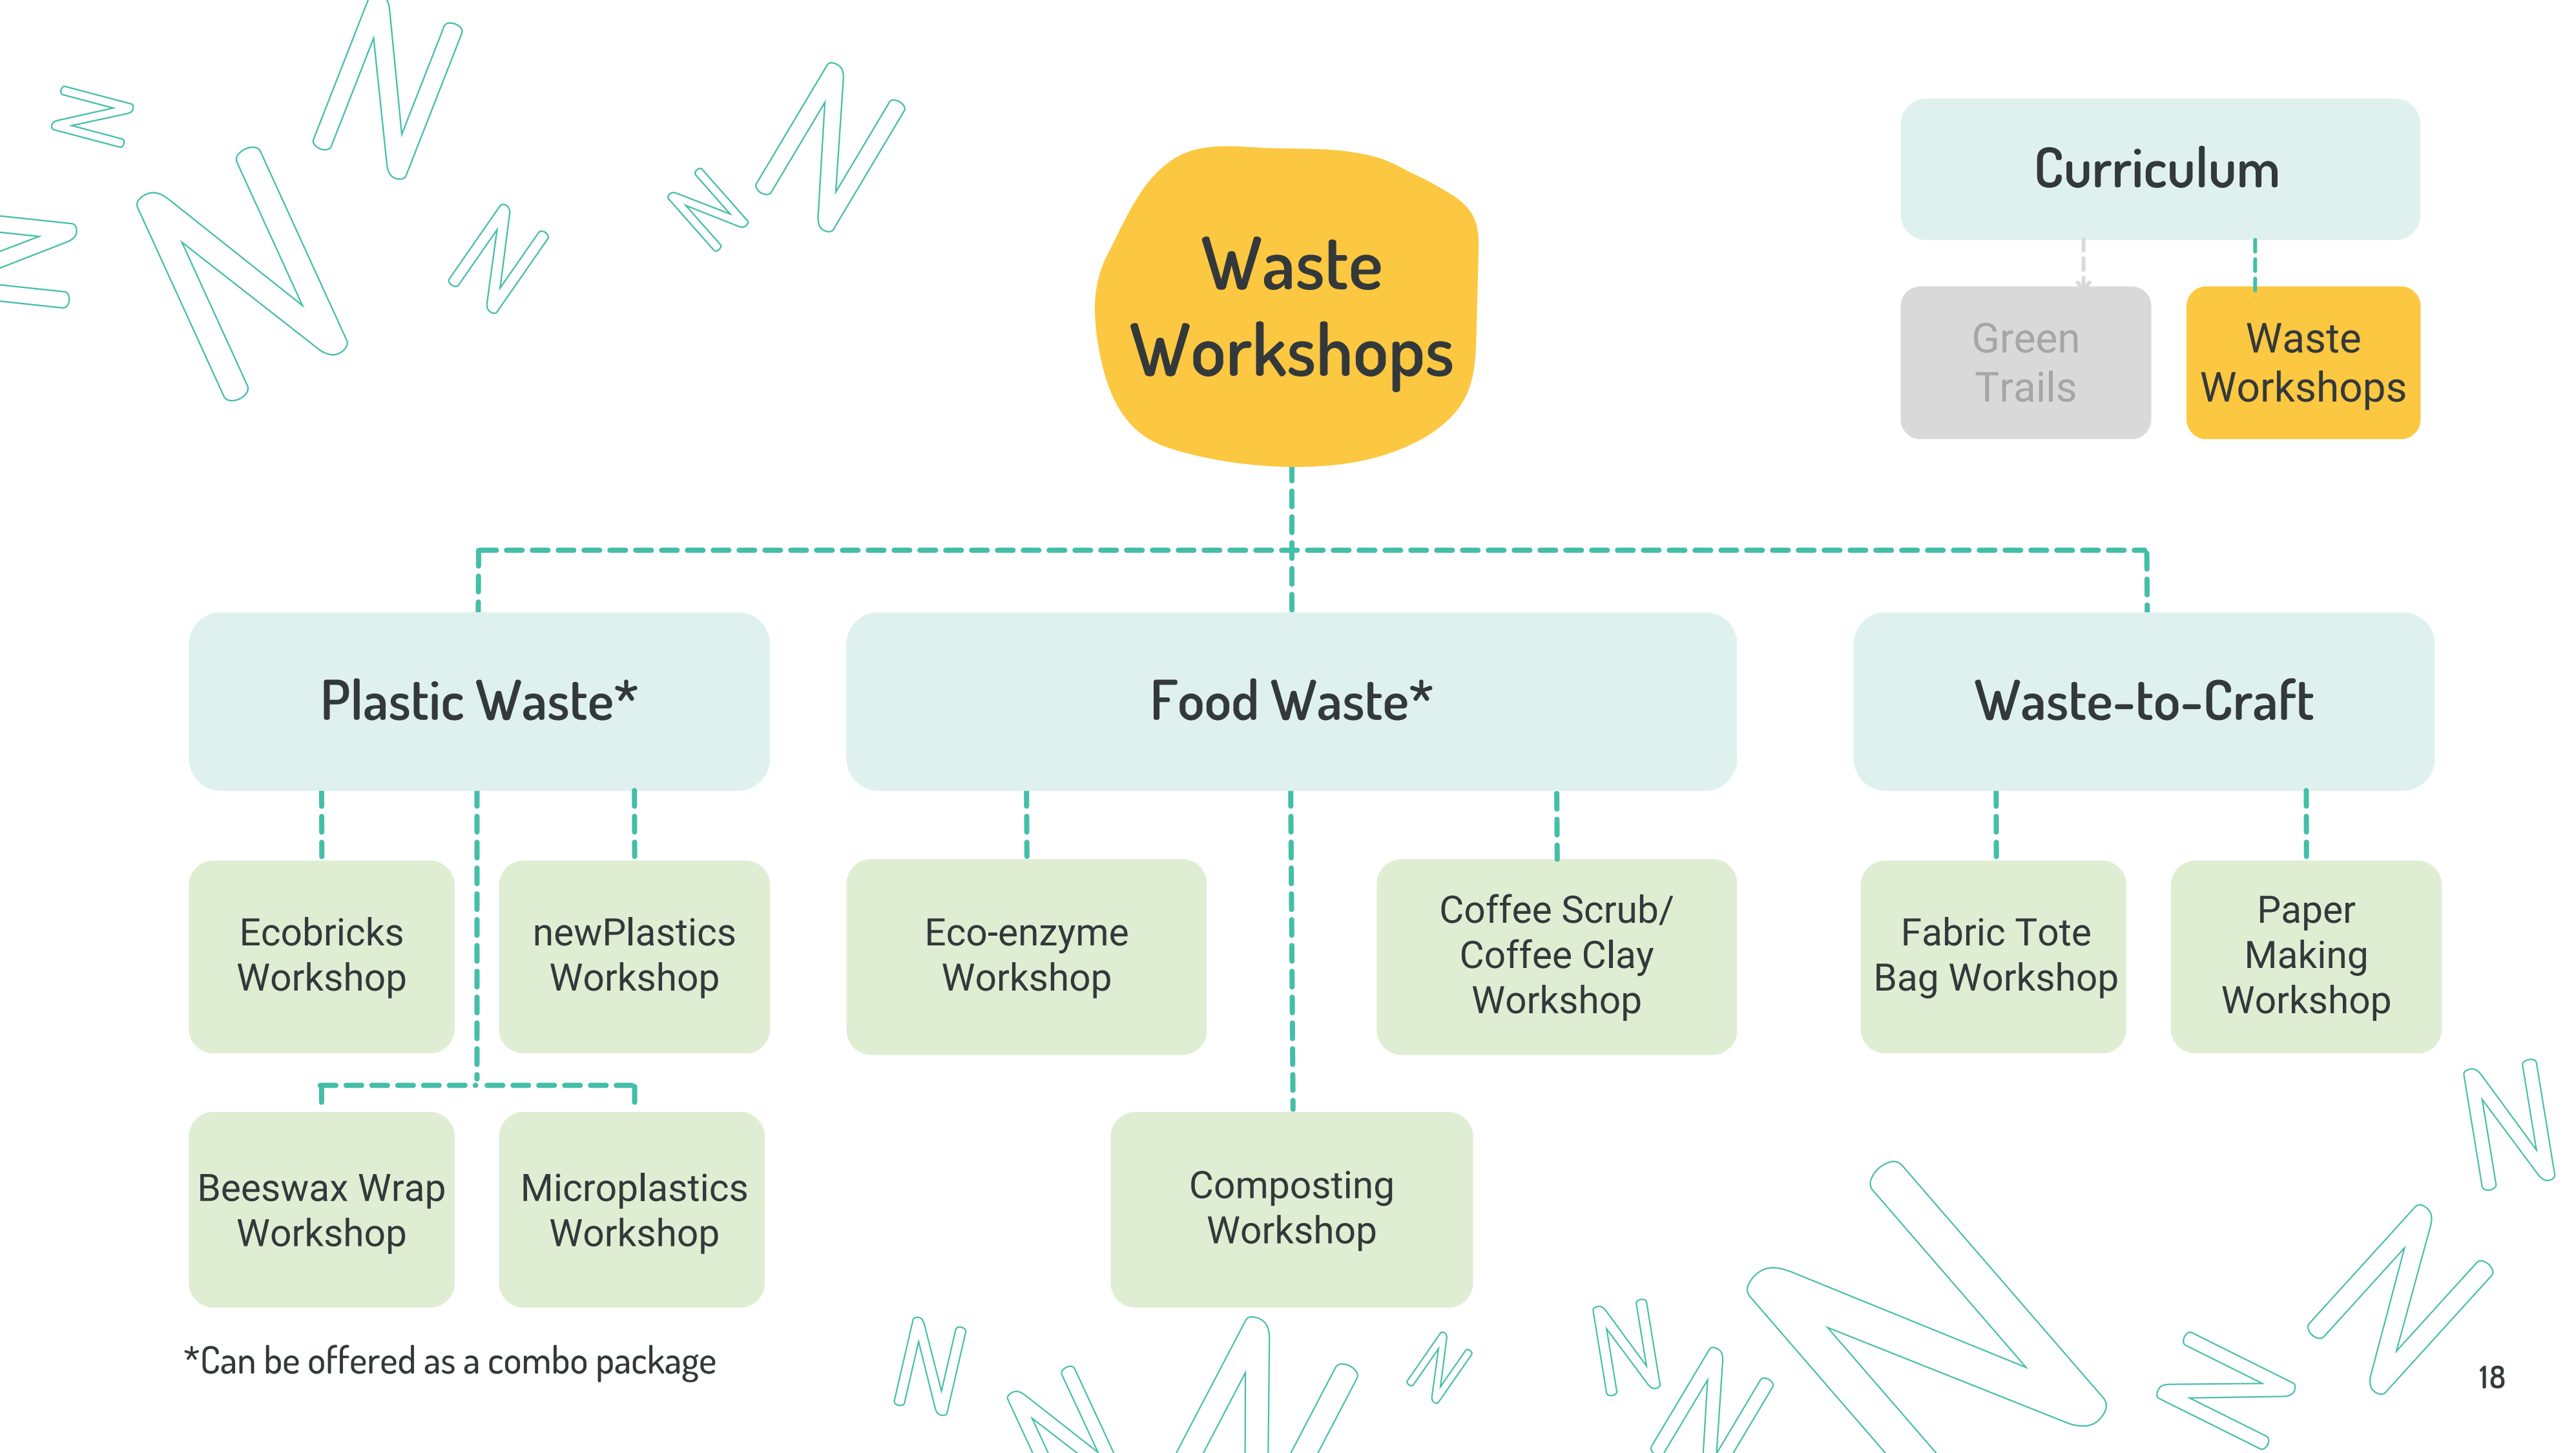 Waste
Workshops
Curriculum
Green
Trails
Waste
Workshops
Plastic Waste*
Food Waste*
Waste-to-Craft
Ecobricks
Workshop
newPlastics
Workshop
Eco-enzyme
Workshop
Coffee Scrub/
Coffee Clay
Workshop
Fabric Tote
Bag Workshop
Paper
Making
Workshop
Beeswax Wrap
Workshop
Microplastics
Workshop
Composting
Workshop
*Can be offered as a combo package
18